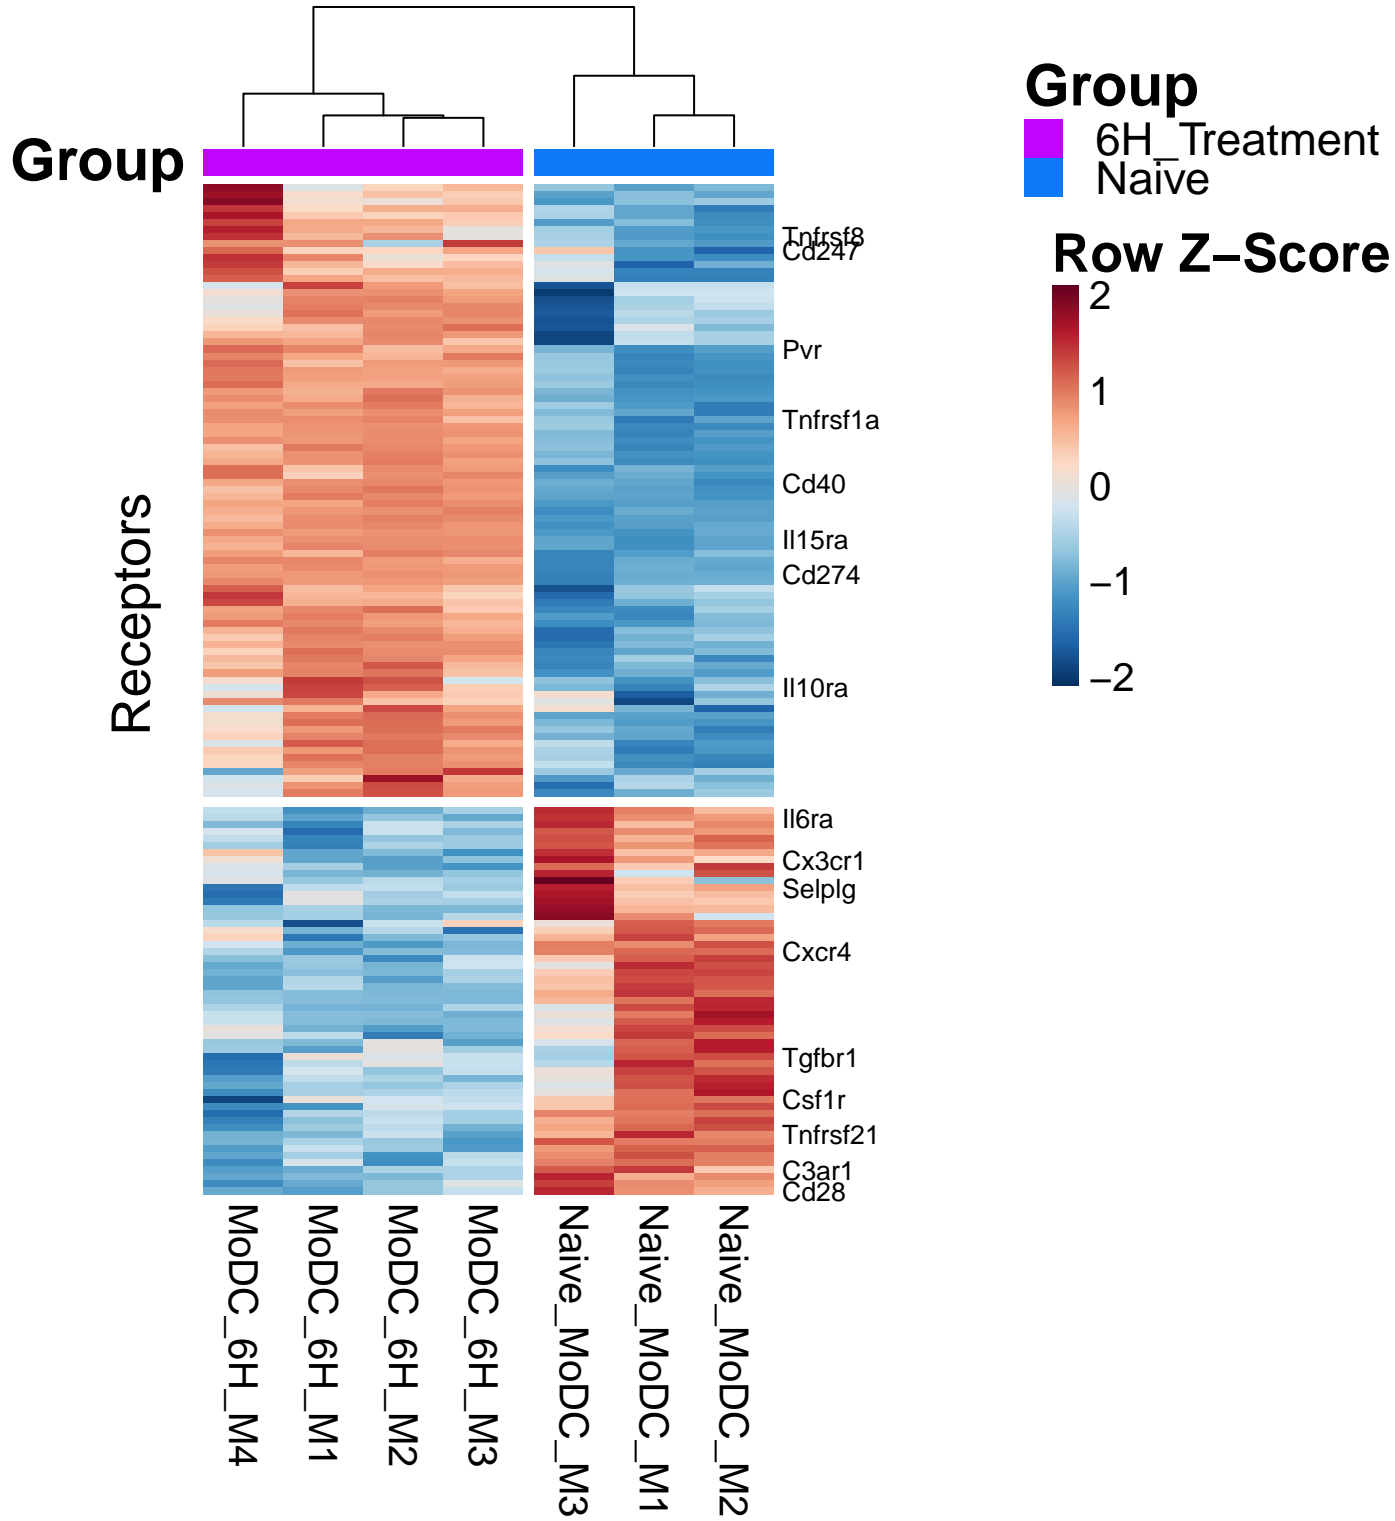 Group
Group
6H_Treatment
Naive
Row Z−Score
2
1
0
−1
−2
Receptors
Tnfrsf8
Cd247
Pvr
Tnfrsf1a
Cd40
Il15ra
Cd274
Il10ra
Il6ra
Cx3cr1
Selplg
Cxcr4
Tgfbr1
Csf1r
Tnfrsf21
C3ar1
Cd28
MoDC_6H_M4
MoDC_6H_M1
MoDC_6H_M2
MoDC_6H_M3
Naive_MoDC_M3
Naive_MoDC_M1
Naive_MoDC_M2